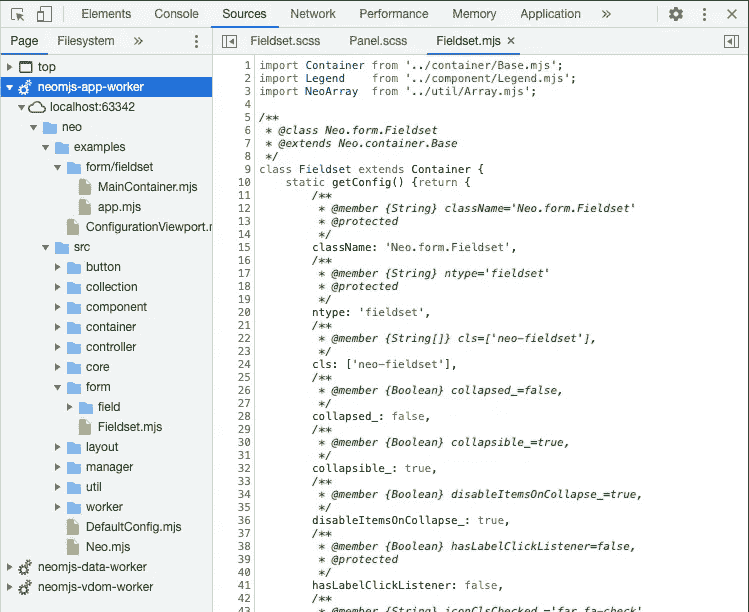 Elements Console Sources Network Performance Memory Application »
Page Filesystem » Fieldset.scss Panel.scss Fieldset.mjs ×
top
neomjs-app-worker
localhost:63342
neo
examples
form/fieldset
MainContainer.mjs
app.mjs
ConfigurationViewport.r
src
button
collection
component
container
controller
core
form
field
Fieldset.mjs
layout
manager
util
worker
DefaultConfig.mjs
Neo.mjs
neomjs-data-worker
neomjs-vdom-worker
1 import Container from '../container/Base.mjs';
2 import Legend    from '../component/Legend.mjs';
3 import NeoArray  from '../util/Array.mjs';
4
5 /**
6  * @class Neo.form.Fieldset
7  * @extends Neo.container.Base
8  */
9 class Fieldset extends Container {
10     static getConfig() {return {
11         /**
12          * @member {String} className='Neo.form.Fieldset'
13          * @protected
14          */
15         className: 'Neo.form.Fieldset',
16         /**
17          * @member {String} ntype='fieldset'
18          * @protected
19          */
20         ntype: 'fieldset',
21         /**
22          * @member {String[]} cls=['neo-fieldset'],
23          */
24         cls: ['neo-fieldset'],
25         /**
26          * @member {Boolean} collapsed_=false,
27          */
28         collapsed_: false,
29         /**
30          * @member {Boolean} collapsible_=true,
31          */
32         collapsible_: true,
33         /**
34          * @member {Boolean} disableItemsOnCollapse_=true,
35          */
36         disableItemsOnCollapse_: true,
37         /**
38          * @member {Boolean} hasLabelClickListener=false,
39          * @protected
40          */
41         hasLabelClickListener: false,
42         /**
43          * @member {String} iconClsChecked_='far fa-check'